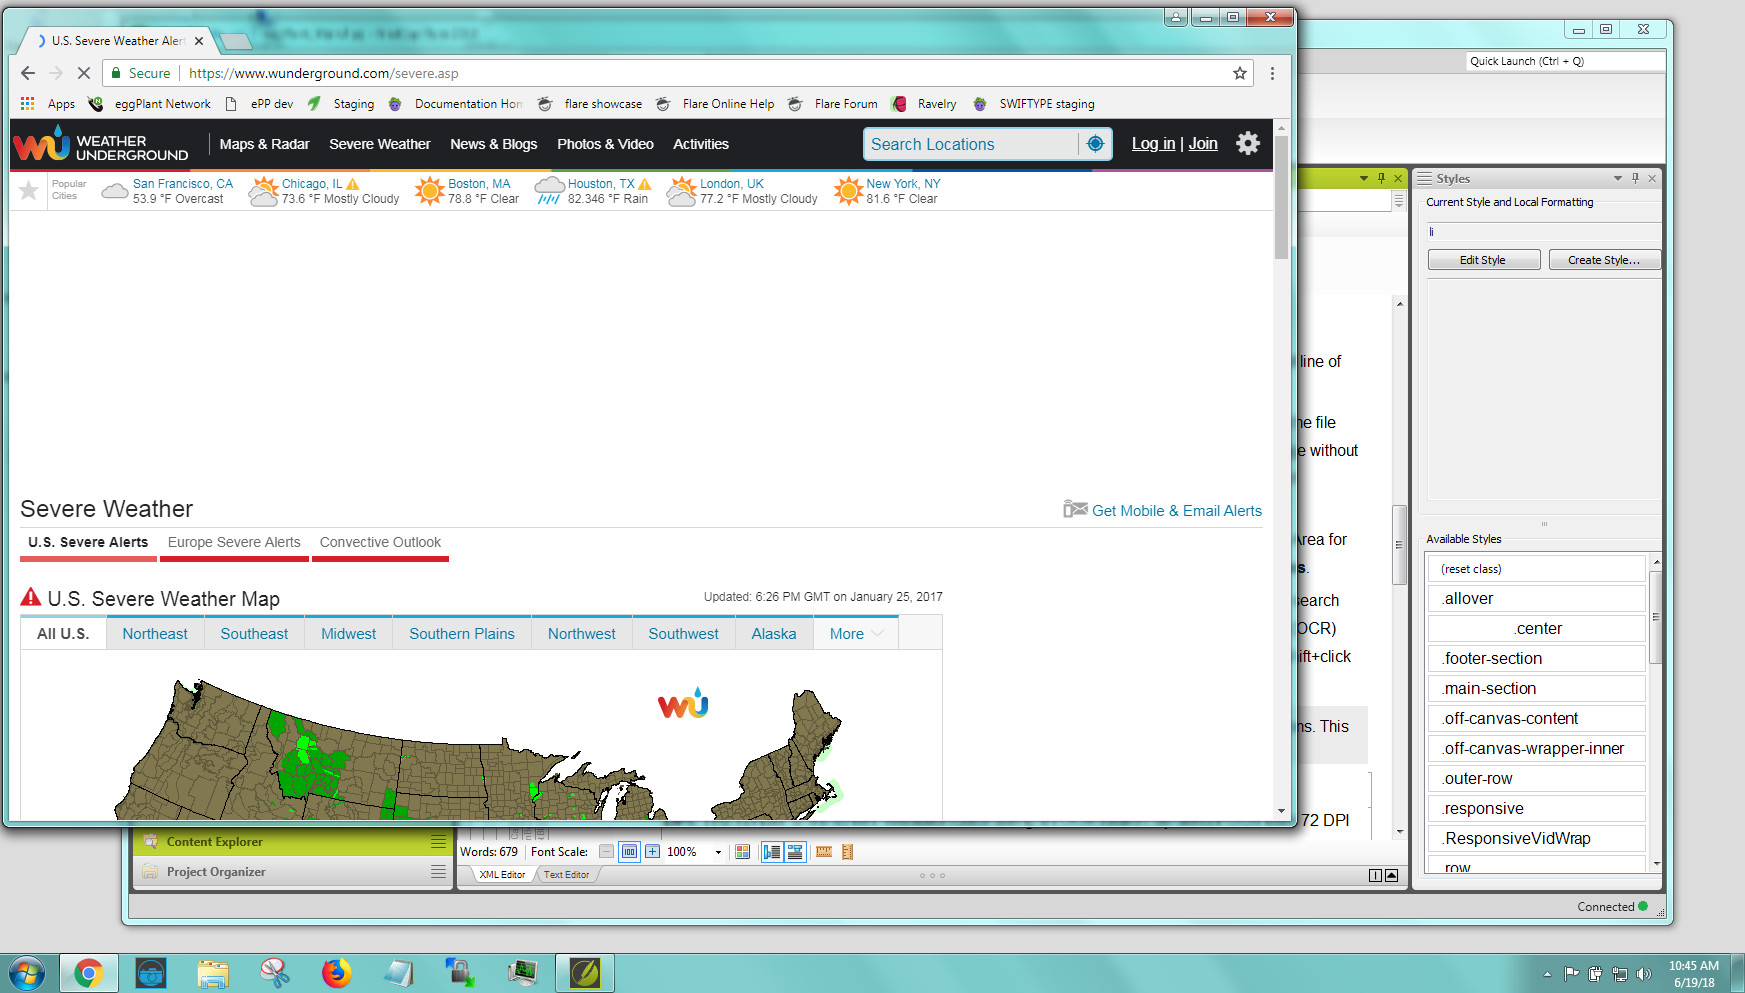 U.S. Severe Weather Aler
Secure
https://www.wunderground.com/severe.asp
Apps
eggPlant Network
ePP dev
Staging
Documentation Hom
flare showcase
Flare Online Help
Flare Forum
Ravelry
SWIFTYPE staging
WEATHER
UNDERGROUND
Maps & Radar
Severe Weather
News & Blogs
Photos & Video
Activities
Search Locations
Log in | Join
Popular
Cities
San Francisco, CA
53.9 °F Overcast
Chicago, IL
73.6 °F Mostly Cloudy
Boston, MA
78.8 °F Clear
Houston, TX
82.346 °F Rain
London, UK
77.2 °F Mostly Cloudy
New York, NY
81.6 °F Clear
Severe Weather
Get Mobile & Email Alerts
U.S. Severe Alerts
Europe Severe Alerts
Convective Outlook
U.S. Severe Weather Map
Updated: 6:26 PM GMT on January 25, 2017
All U.S.
Northeast
Southeast
Midwest
Southern Plains
Northwest
Southwest
Alaska
More
WU
Quick Launch (Ctrl + Q)
Styles
Current Style and Local Formatting
li
Edit Style
Create Style...
line of
file
without
Area for
s.
search
OCR)
ift+click
ns. This
72 DPI
Available Styles
(reset class)
.allover
.center
.footer-section
.main-section
.off-canvas-content
.off-canvas-wrapper-inner
.outer-row
.responsive
.ResponsiveVidWrap
.row
Content Explorer
Project Organizer
Words: 679
Font Scale:
100
100%
XML Editor
Text Editor
Connected
10:45 AM
6/19/18